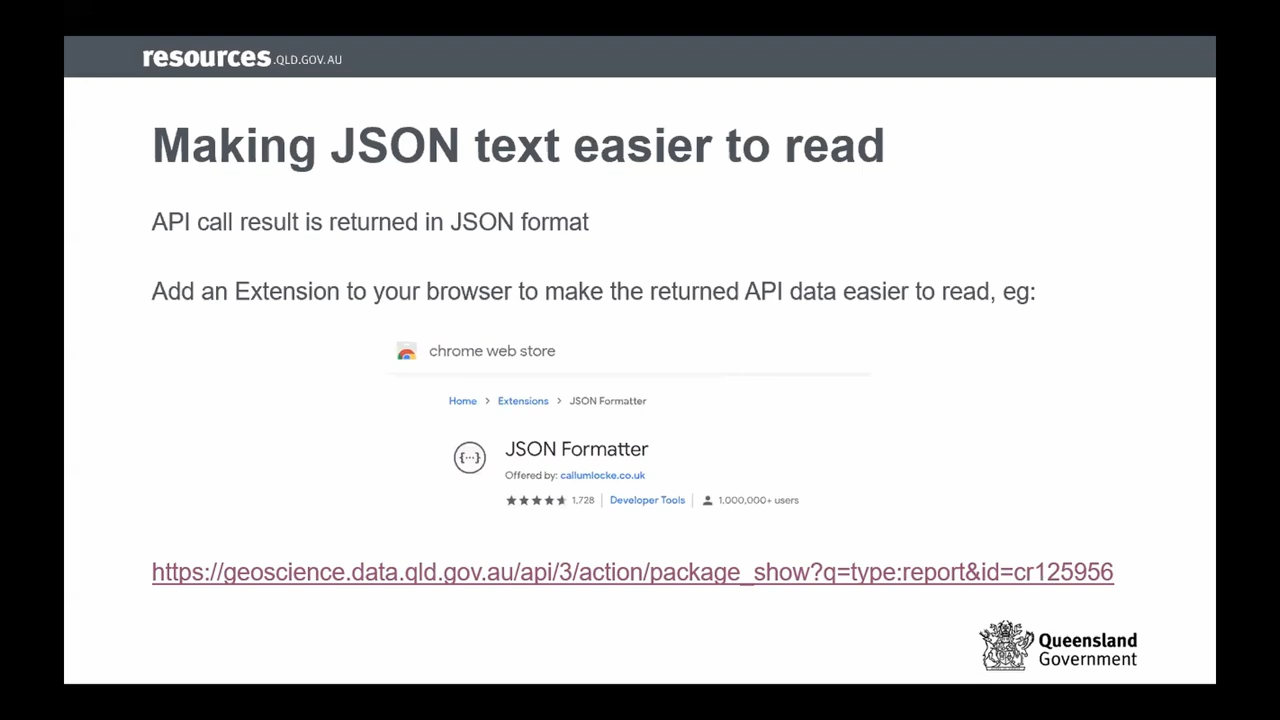 resources.QLD.GOV.AU
Making JSON text easier to read
API call result is returned in JSON format
Add an Extension to your browser to make the returned API data easier to read, eg:
chrome web store
Home > Extensions > JSON Formatter
{···}
JSON Formatter
Offered by: callumlocke.co.uk
1,728 | Developer Tools | 1,000,000+ users
https://geoscience.data.qld.gov.au/api/3/action/package_show?q=type:report&id=cr125956
Queensland
Government